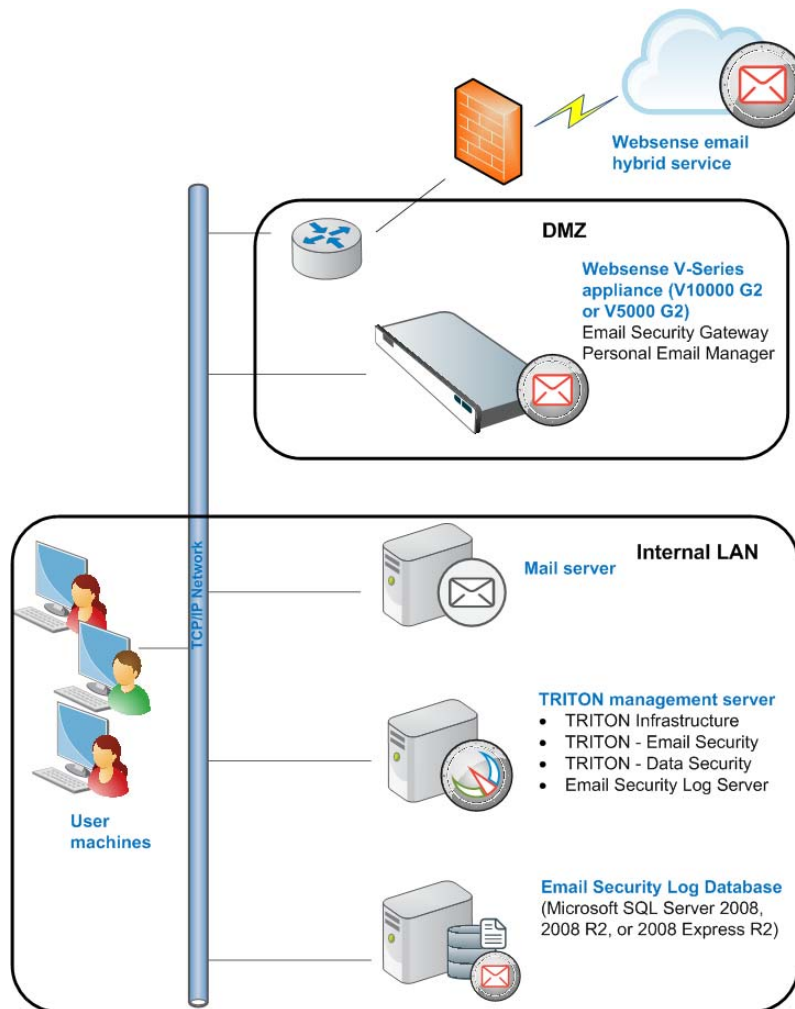 Websense email
hybrid service
DMZ
Websense V-Series
appliance (V10000 G2
or V5000 G2)
Email Security Gateway
Personal Email Manager
TCP/IP Network
Internal LAN
Mail server
TRITON management server
• TRITON Infrastructure
• TRITON - Email Security
• TRITON - Data Security
• Email Security Log Server
User
machines
Email Security Log Database
(Microsoft SQL Server 2008,
2008 R2, or 2008 Express R2)